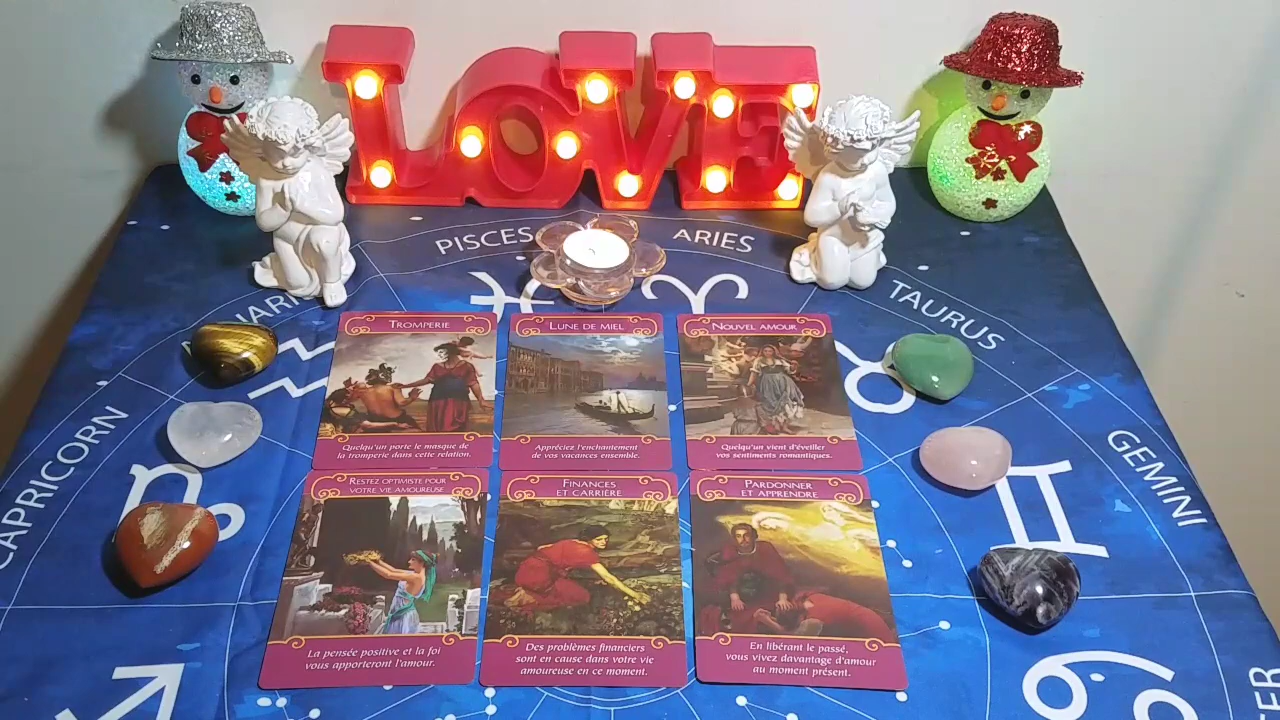 LOVE
PISCES
ARIES
TAURUS
CAPRICORN
GEMINI
TROMPERIE
Quelqu'un porte le masque de
la tromperie dans cette relation.
LUNE DE MIEL
Appréciez l'enchantement
de vos vacances ensemble.
NOUVEL AMOUR
Quelqu'un vient d'éveiller
vos sentiments romantiques.
RESTEZ OPTIMISTE POUR
VOTRE VIE AMOUREUSE
La pensée positive et la foi
vous apporteront l'amour.
FINANCES
ET CARRIÈRE
Des problèmes financiers
sont en cause dans votre vie
amoureuse en ce moment.
PARDONNER
ET APPRENDRE
En libérant le passé,
vous vivez davantage d'amour
au moment présent.